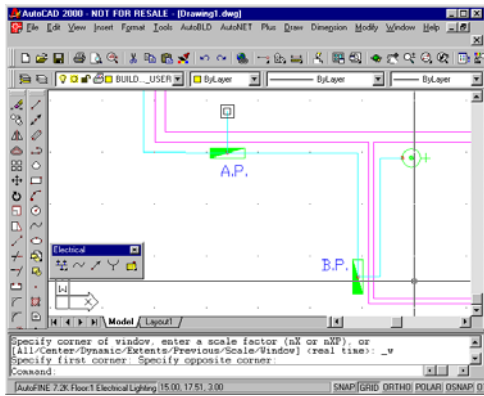 AutoCAD 2000 - NOT FOR RESALE - [Drawing1.dwg]
File Edit View Insert Format Tools AutoBLD AutoNET Plus Draw Dimension Modify Window Help
BUILD..._USER ByLayer ByLayer ByLayer
A.P.
Electrical
B.P.
W
X
Model Layout1
Specify corner of window, enter a scale factor (nX or nXP), or
[All/Center/Dynamic/Extents/Previous/Scale/Window] <real time>: _w
Specify first corner: Specify opposite corner:
Command:
AutoFINE 7.2K Floor:1 Electrical Lighting 15.00, 17.51, 3.00 SNAP GRID ORTHO POLAR OSNAP